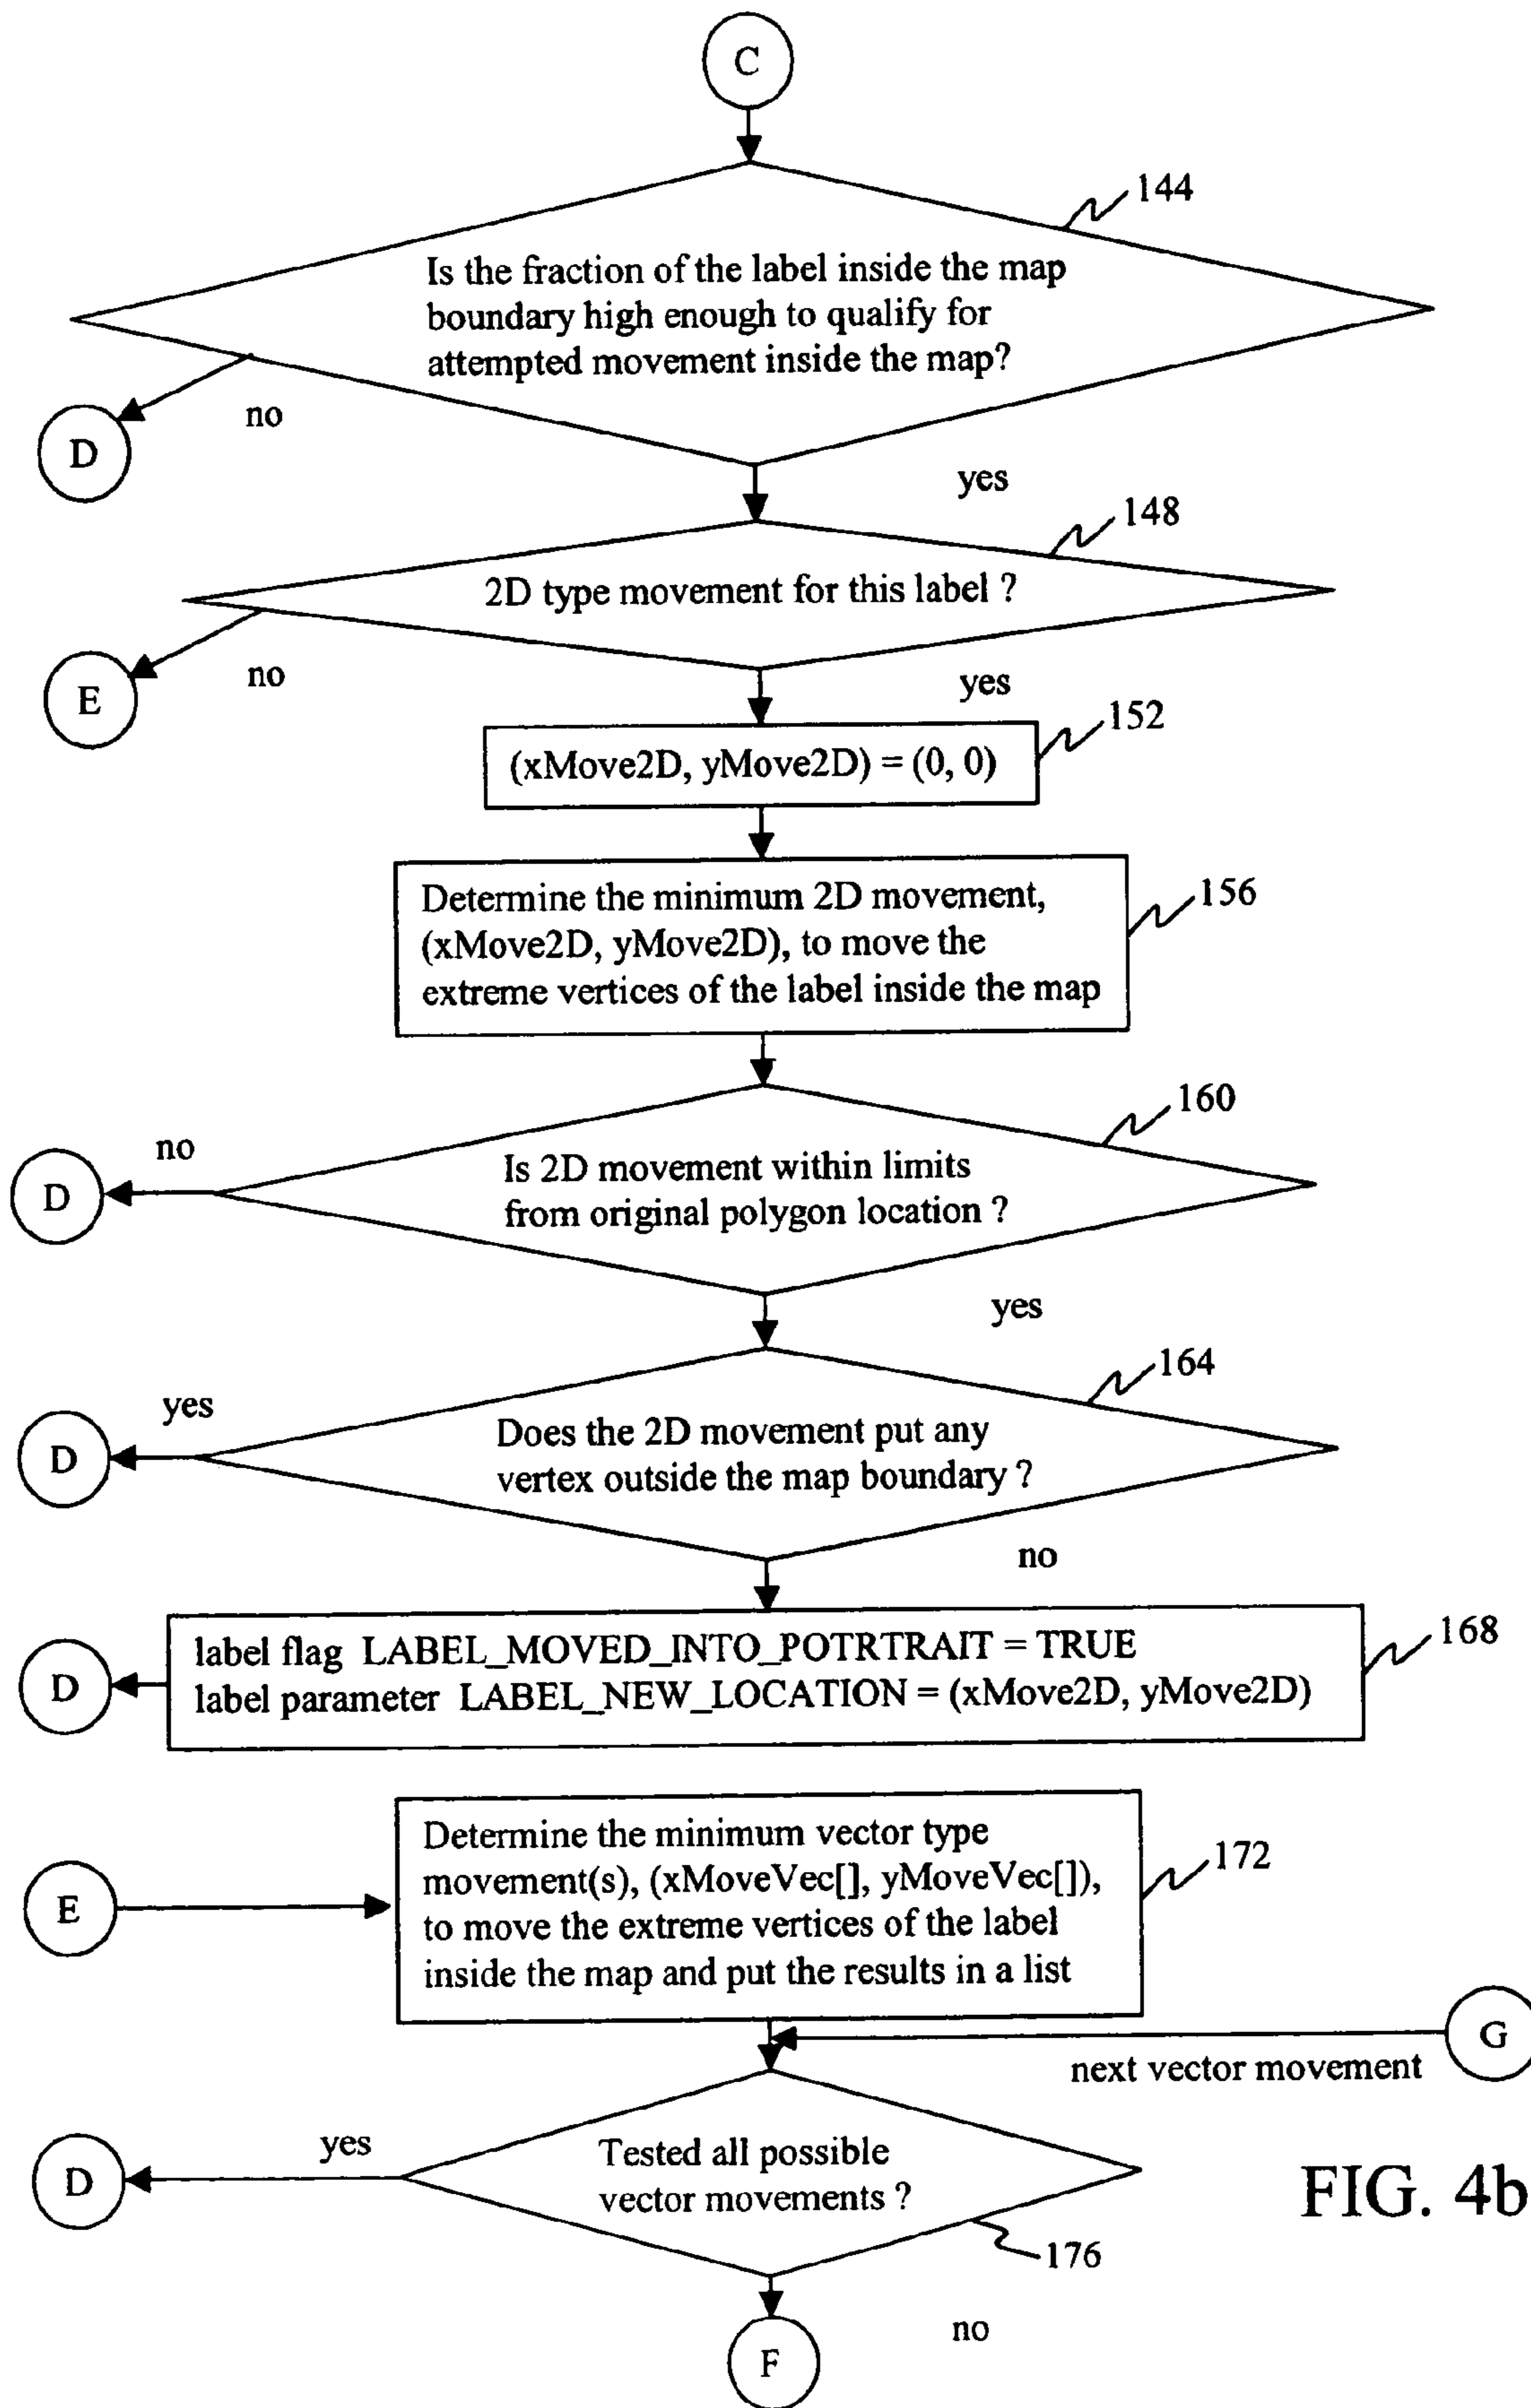 C
144
Is the fraction of the label inside the map
boundary high enough to qualify for
attempted movement inside the map?
no
D
yes
148
2D type movement for this label ?
no
E
yes
152
(xMove2D, yMove2D) = (0, 0)
156
Determine the minimum 2D movement,
(xMove2D, yMove2D), to move the
extreme vertices of the label inside the map
160
no
D
Is 2D movement within limits
from original polygon location ?
yes
164
yes
D
Does the 2D movement put any
vertex outside the map boundary ?
no
168
D
label flag LABEL_MOVED_INTO_POTRTRAIT = TRUE
label parameter LABEL_NEW_LOCATION = (xMove2D, yMove2D)
E
Determine the minimum vector type
movement(s), (xMoveVec[], yMoveVec[]),
to move the extreme vertices of the label
inside the map and put the results in a list
172
G
next vector movement
yes
D
Tested all possible
vector movements ?
176
FIG. 4b
no
F